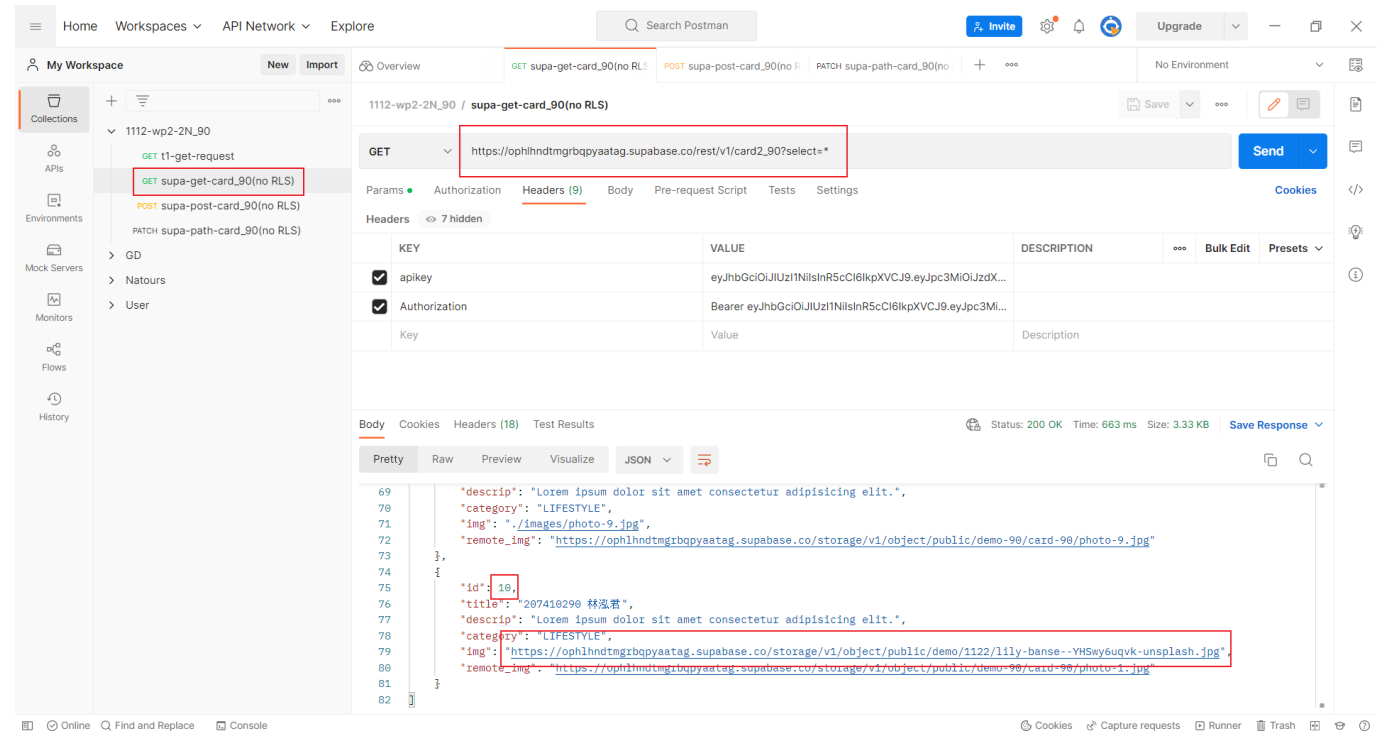 Home Workspaces API Network Explore Search Postman Invite Upgrade
My Workspace New Import Overview GET supa-get-card_90(no RLS POST supa-post-card_90(no R PATCH supa-path-card_90(no No Environment
Collections
APIs
Environments
Mock Servers
Monitors
Flows
History
1112-wp2-2N_90
GET t1-get-request
GET supa-get-card_90(no RLS)
POST supa-post-card_90(no RLS)
PATCH supa-path-card_90(no RLS)
GD
Natours
User
1112-wp2-2N_90 / supa-get-card_90(no RLS) Save
GET https://ophlhndtmgrbqpyaatag.supabase.co/rest/v1/card2_90?select=* Send
Params Authorization Headers (9) Body Pre-request Script Tests Settings Cookies
Headers 7 hidden
KEY VALUE DESCRIPTION Bulk Edit Presets
apikey eyJhbGciOiJIUzI1NiIsInR5cCI6IkpXVCJ9.eyJpc3MiOiJzdX...
Authorization Bearer eyJhbGciOiJIUzI1NiIsInR5cCI6IkpXVCJ9.eyJpc3Mi...
Key Value Description
Body Cookies Headers (18) Test Results Status: 200 OK Time: 663 ms Size: 3.33 KB Save Response
Pretty Raw Preview Visualize JSON
69 "descrip": "Lorem ipsum dolor sit amet consectetur adipisicing elit.",
70 "category": "LIFESTYLE",
71 "img": "./images/photo-9.jpg",
72 "remote_img": "https://ophlhndtmgrbqpyaatag.supabase.co/storage/v1/object/public/demo-90/card-90/photo-9.jpg"
73 },
74 {
75 "id": 10,
76 "title": "207410290 林泓君",
77 "descrip": "Lorem ipsum dolor sit amet consectetur adipisicing elit.",
78 "category": "LIFESTYLE",
79 "img": "https://ophlhndtmgrbqpyaatag.supabase.co/storage/v1/object/public/demo/1122/lily-banse--YHSwy6uqvk-unsplash.jpg",
80 "remote_img": "https://ophlhndtmgrbqpyaatag.supabase.co/storage/v1/object/public/demo-90/card-90/photo-1.jpg"
81 }
82 ]
Online Find and Replace Console Cookies Capture requests Runner Trash